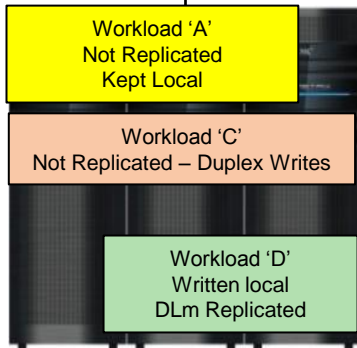 Workload ‘A’
Not Replicated
Kept Local
Workload ‘C’
Not Replicated – Duplex Writes
Workload ‘D’
Written local
DLm Replicated